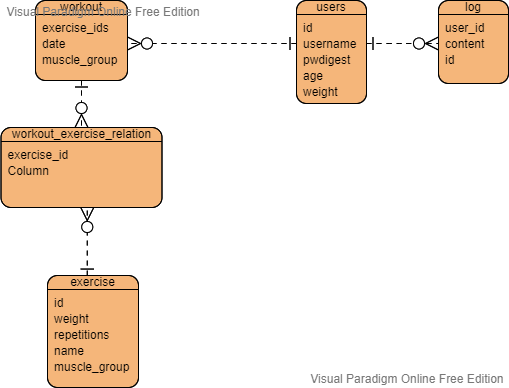 Visual Paradigm Online Free Edition
workout
exercise_ids
date
muscle_group
users
id
username
pwdigest
age
weight
log
user_id
content
id
workout_exercise_relation
exercise_id
Column
exercise
id
weight
repetitions
name
muscle_group
Visual Paradigm Online Free Edition